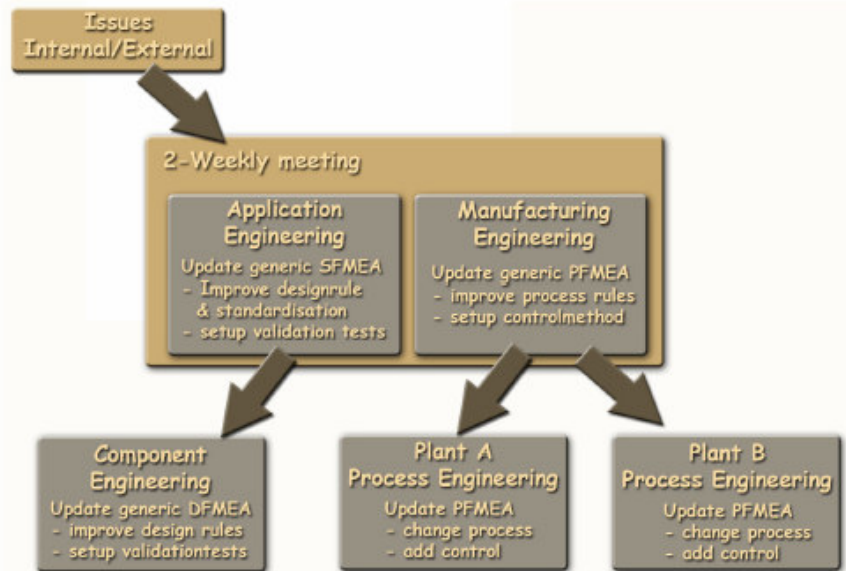 Issues
Internal/External
2-Weekly meeting
Application
Engineering
Update generic SFMEA
- Improve designrule
& standardisation
- setup validation tests
Manufacturing
Engineering
Update generic PFMEA
- improve process rules
- setup controlmethod
Component
Engineering
Update generic DFMEA
- improve design rules
- setup validationtests
Plant A
Process Engineering
Update PFMEA
- change process
- add control
Plant B
Process Engineering
Update PFMEA
- change process
- add control